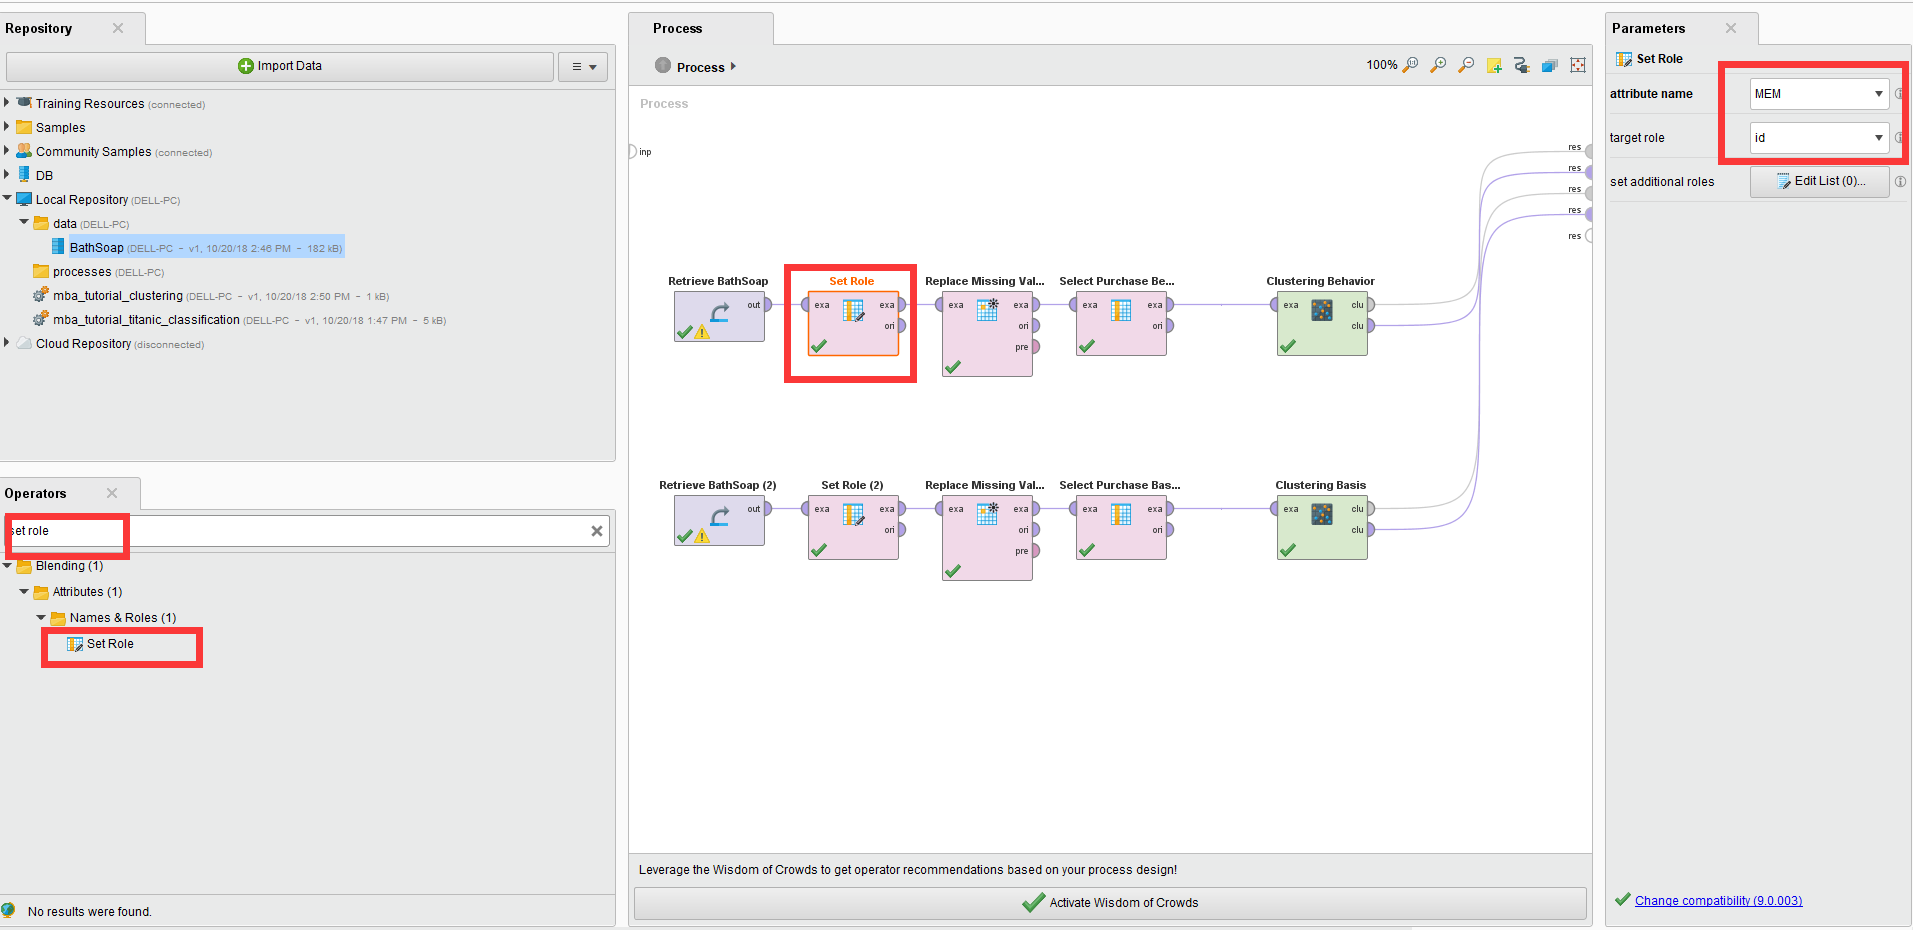 Repository
Import Data
Training Resources (connected)
Samples
Community Samples (connected)
DB
Local Repository (DELL-PC)
data (DELL-PC)
BathSoap (DELL-PC - v1, 10/20/18 2:46 PM - 182 kB)
processes (DELL-PC)
mba_tutorial_clustering (DELL-PC - v1, 10/20/18 2:50 PM - 1 kB)
mba_tutorial_titanic_classification (DELL-PC - v1, 10/20/18 1:47 PM - 5 kB)
Cloud Repository (disconnected)
Operators
set role
Blending (1)
Attributes (1)
Names & Roles (1)
Set Role
No results were found.
Process
Process
100%
Process
inp
res
res
res
res
res
Retrieve BathSoap
out
Set Role
exa exa
ori
Replace Missing Val...
exa exa
ori
pre
Select Purchase Be...
exa exa
ori
Clustering Behavior
exa clu
clu
Retrieve BathSoap (2)
out
Set Role (2)
exa exa
ori
Replace Missing Val...
exa exa
ori
pre
Select Purchase Bas...
exa exa
ori
Clustering Basis
exa clu
clu
Leverage the Wisdom of Crowds to get operator recommendations based on your process design!
Activate Wisdom of Crowds
Parameters
Set Role
attribute name MEM
target role id
set additional roles Edit List (0)...
Change compatibility (9.0.003)